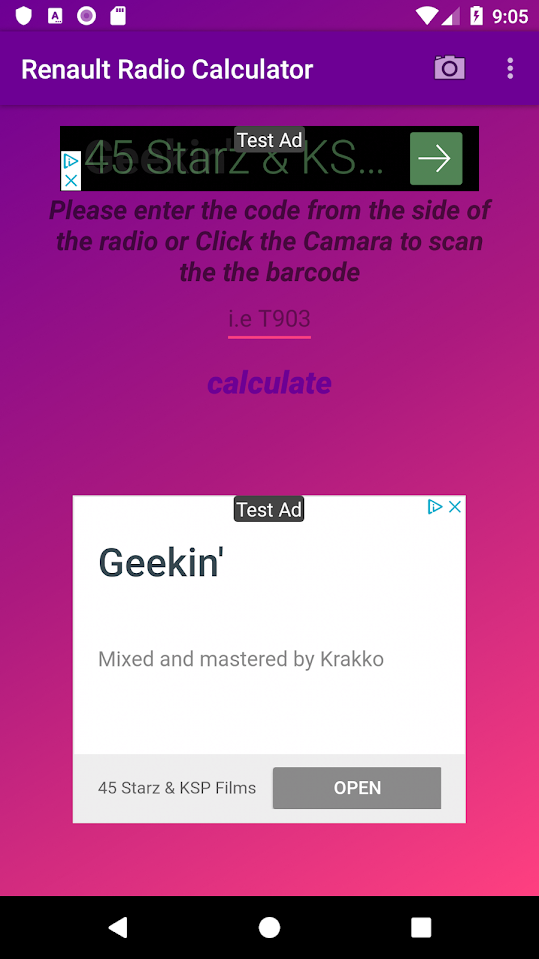 9:05
Renault Radio Calculator
Test Ad
45 Starz & KS...
Please enter the code from the side of
the radio or Click the Camara to scan
the the barcode
i.e T903
calculate
Test Ad
Geekin'
Mixed and mastered by Krakko
45 Starz & KSP Films
OPEN